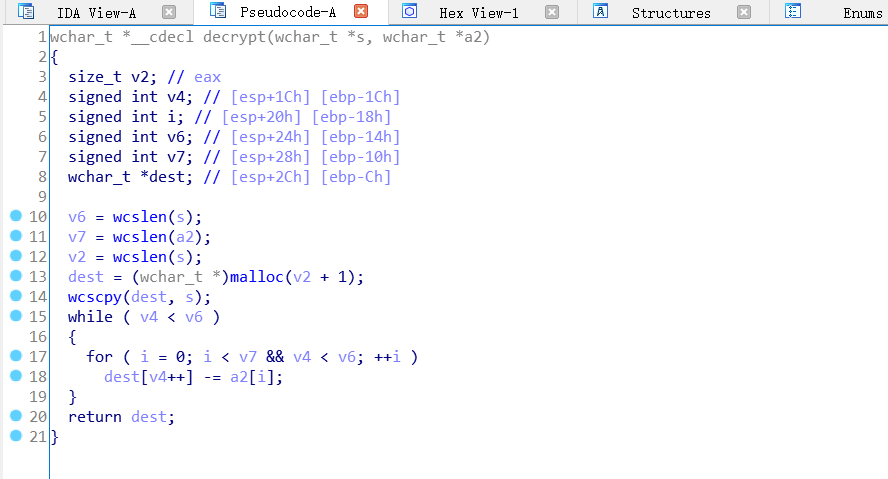 IDA View-A Pseudocode-A Hex View-1 Structures Enums
1 wchar_t *__cdecl decrypt(wchar_t *s, wchar_t *a2)
2 {
3 size_t v2; // eax
4 signed int v4; // [esp+1Ch] [ebp-1Ch]
5 signed int i; // [esp+20h] [ebp-18h]
6 signed int v6; // [esp+24h] [ebp-14h]
7 signed int v7; // [esp+28h] [ebp-10h]
8 wchar_t *dest; // [esp+2Ch] [ebp-Ch]
9
10 v6 = wcslen(s);
11 v7 = wcslen(a2);
12 v2 = wcslen(s);
13 dest = (wchar_t *)malloc(v2 + 1);
14 wcscpy(dest, s);
15 while ( v4 < v6 )
16 {
17 for ( i = 0; i < v7 && v4 < v6; ++i )
18 dest[v4++] -= a2[i];
19 }
20 return dest;
21 }